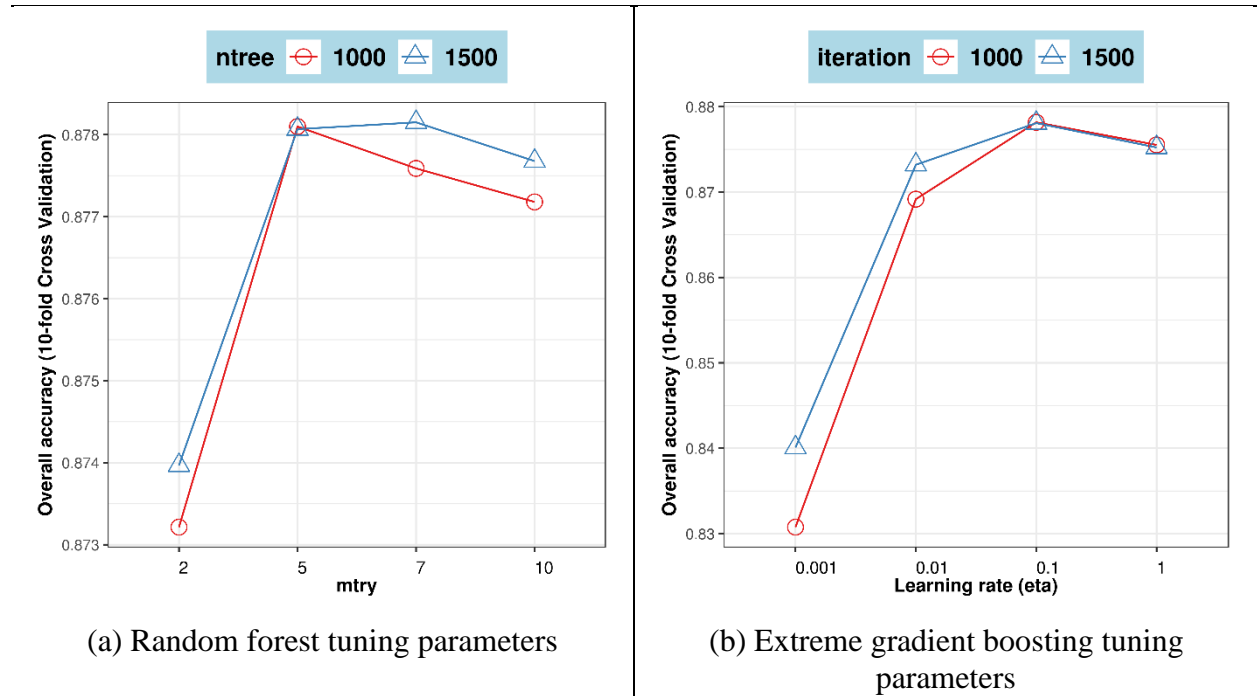 ntree 1000 1500
Overall accuracy (10-fold Cross Validation)
0.878
0.877
0.876
0.875
0.874
0.873
2 5 7 10
mtry
(a) Random forest tuning parameters
iteration 1000 1500
Overall accuracy (10-fold Cross Validation)
0.88
0.87
0.86
0.85
0.84
0.83
0.001 0.01 0.1 1
Learning rate (eta)
(b) Extreme gradient boosting tuning
parameters